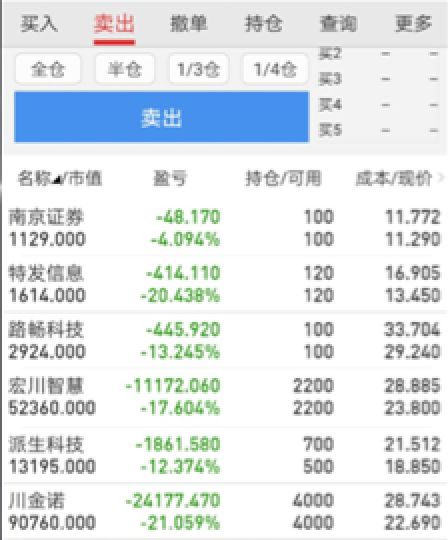 买入 卖出 撤单 持仓 查询 更多
买2 – –
全仓 半仓 1/3仓 1/4仓 买3 – –
卖出 买4 – –
买5 – –
名称/市值 盈亏 持仓/可用 成本/现价
南京证券 -48.170 100 11.772
1129.000 -4.094% 100 11.290
特发信息 -414.110 120 16.905
1614.000 -20.438% 120 13.450
路畅科技 -445.920 100 33.704
2924.000 -13.245% 100 29.240
宏川智慧 -11172.060 2200 28.885
52360.000 -17.604% 2200 23.800
派生科技 -1861.580 700 21.512
13195.000 -12.374% 500 18.850
川金诺 -24177.470 4000 28.743
90760.000 -21.059% 4000 22.690